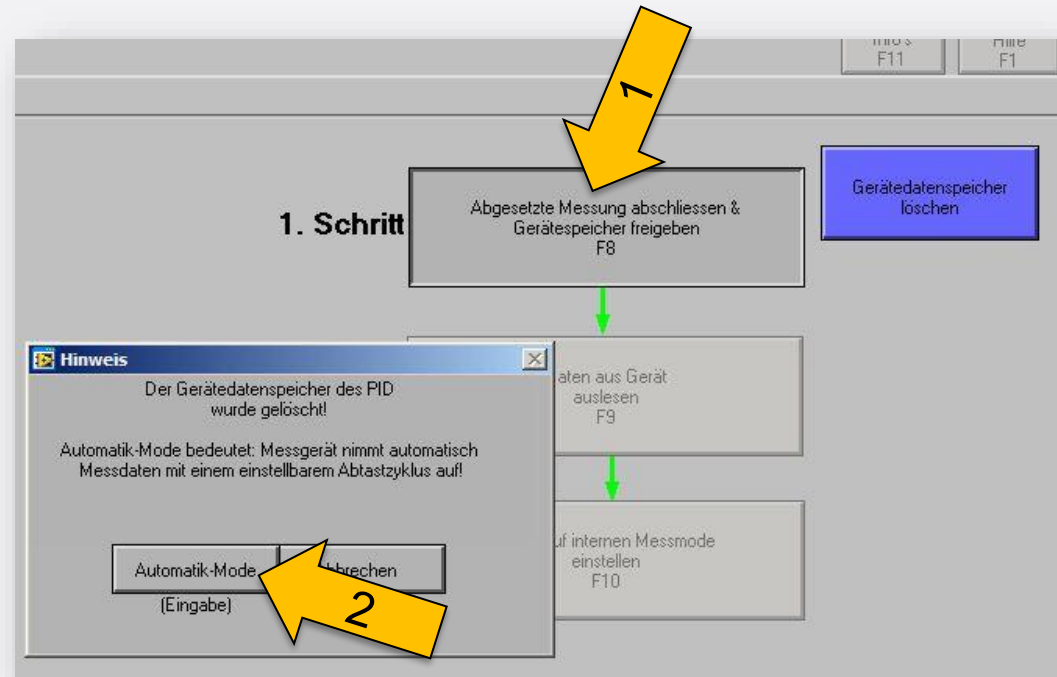 Info's
F11
Hilfe
F1
1
1. Schritt
Abgesetzte Messung abschliessen &
Gerätespeicher freigeben
F8
Gerätedatenspeicher
löschen
Hinweis
Der Gerätedatenspeicher des PID
wurde gelöscht!
Automatik-Mode bedeutet: Messgerät nimmt automatisch
Messdaten mit einem einstellbarem Abtastzyklus auf!
Automatik-Mode
(Eingabe)
2
aten aus Gerät
auslesen
F9
internen Messmode
einstellen
F10